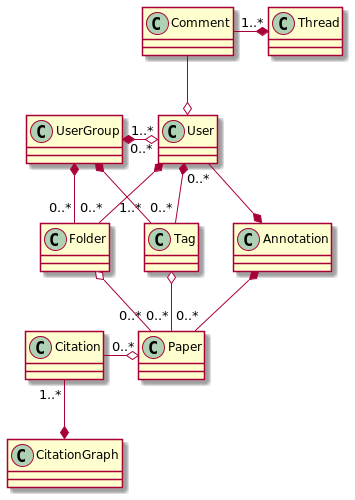 C Comment 1..* C Thread
C UserGroup 1..* C User
0..*
0..*
0..* 0..* 1..* 0..*
C Folder C Tag C Annotation
0..* 0..* 0..*
C Citation 0..* C Paper
1..*
C CitationGraph